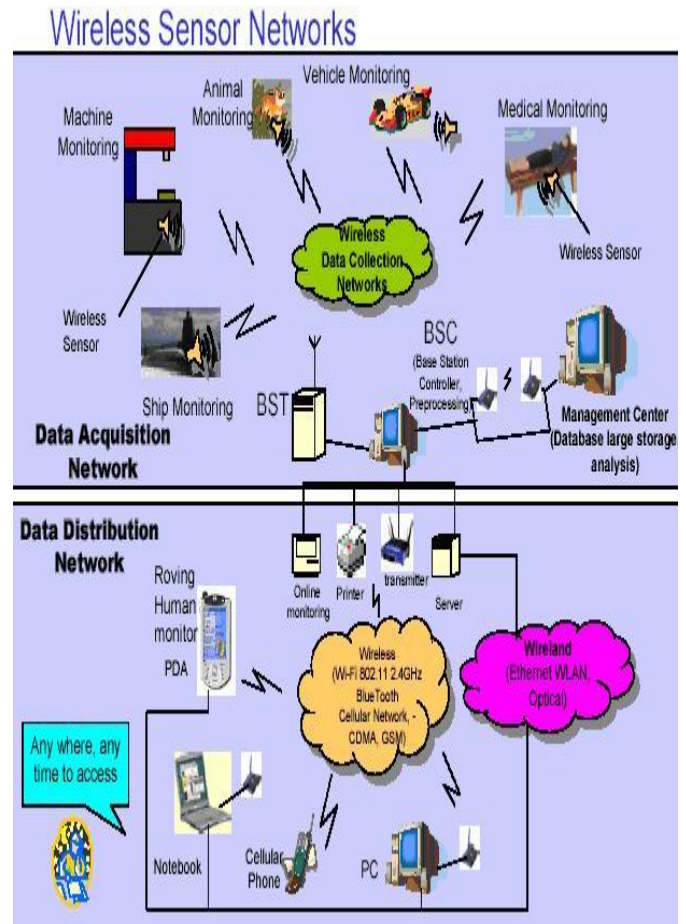 Wireless Sensor Networks
Vehicle Monitoring
Animal
Monitoring
Machine
Monitoring
Medical Monitoring
Wireless
Data Collection
Networks
Wireless Sensor
Wireless
Sensor
Ship Monitoring
BST
BSC
(Base Station
Controller,
Preprocessing)
Management Center
(Database large storage,
analysis)
Data Acquisition
Network
Data Distribution
Network
Online
monitoring
Printer
transmitter
Server
Roving
Human
monitor
PDA
Wireless
(Wi-Fi 802.11 2.4GHz
BlueTooth
Cellular Network, -
CDMA, GSM)
Wireland
(Ethernet WLAN,
Optical)
Any where, any
time to access
Notebook
Cellular
Phone
PC